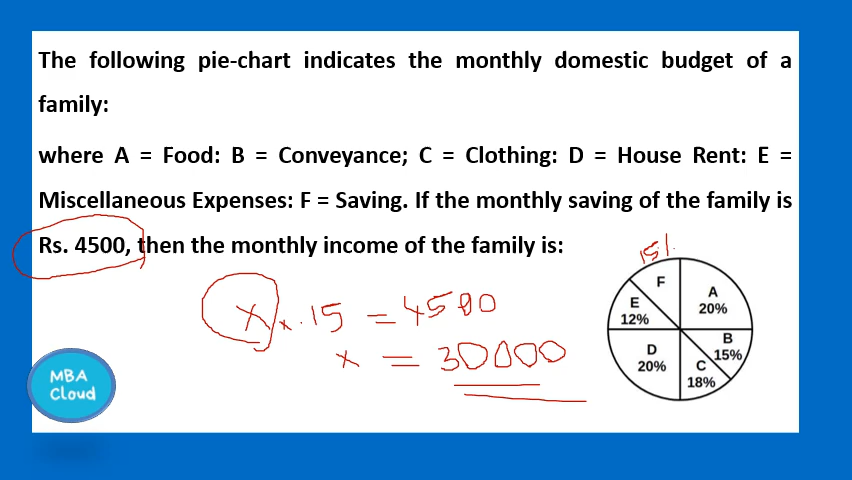 The following pie-chart indicates the monthly domestic budget of a
family:
where A = Food: B = Conveyance; C = Clothing: D = House Rent: E =
Miscellaneous Expenses: F = Saving. If the monthly saving of the family is
Rs. 4500, then the monthly income of the family is:
15%
x × .15 = 4500
x = 30000
F
A
20%
E
12%
B
15%
D
20%
C
18%
MBA
Cloud